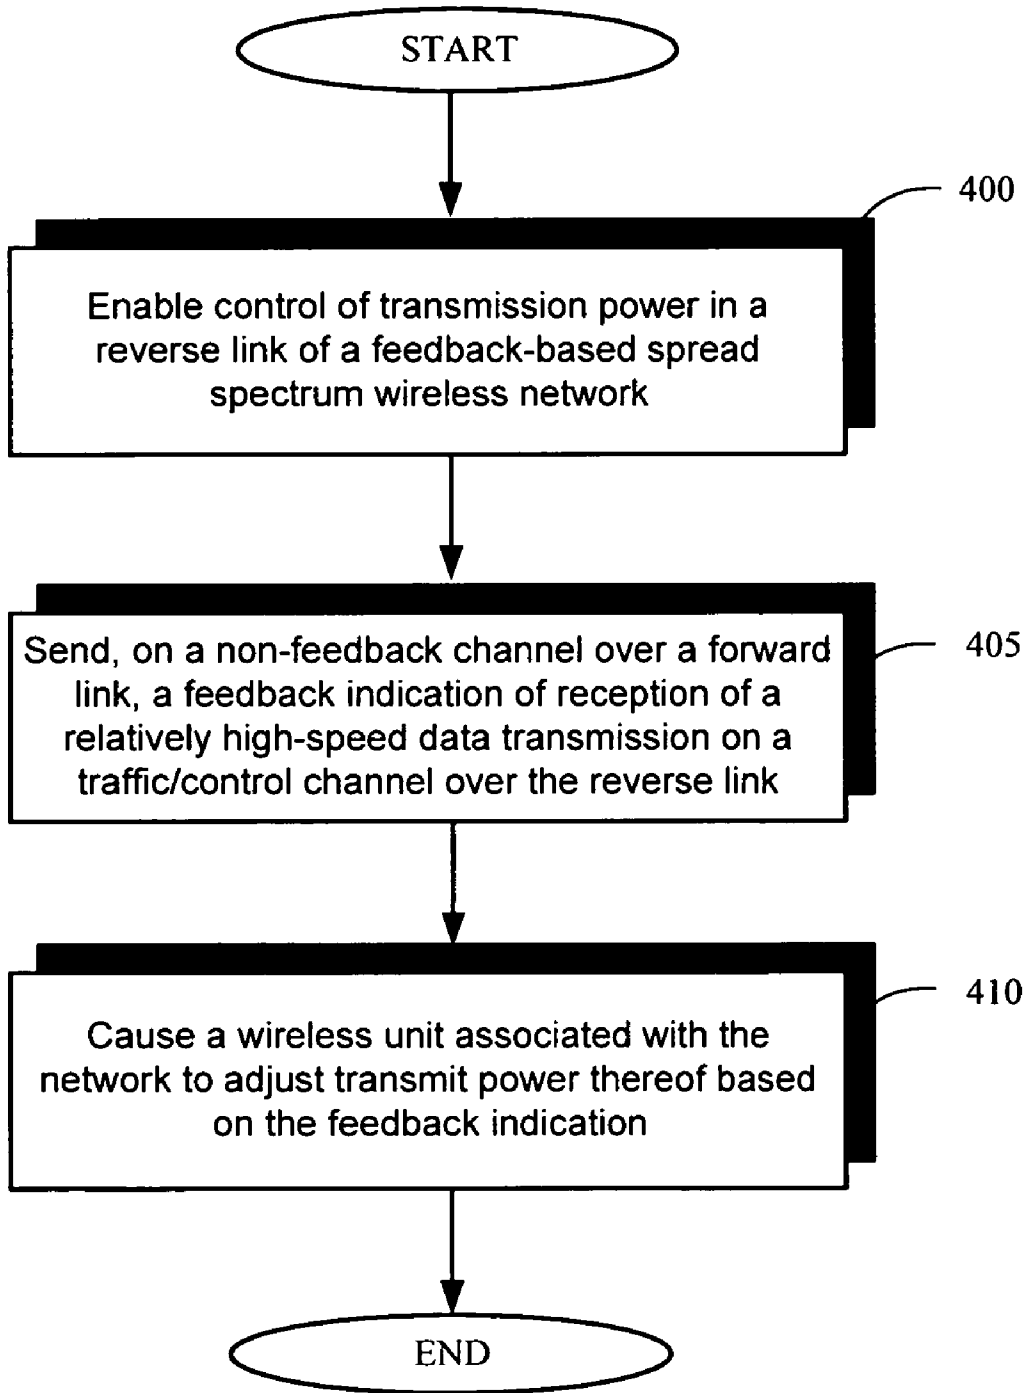 START
400
Enable control of transmission power in a
reverse link of a feedback-based spread
spectrum wireless network
405
Send, on a non-feedback channel over a forward
link, a feedback indication of reception of a
relatively high-speed data transmission on a
traffic/control channel over the reverse link
410
Cause a wireless unit associated with the
network to adjust transmit power thereof based
on the feedback indication
END